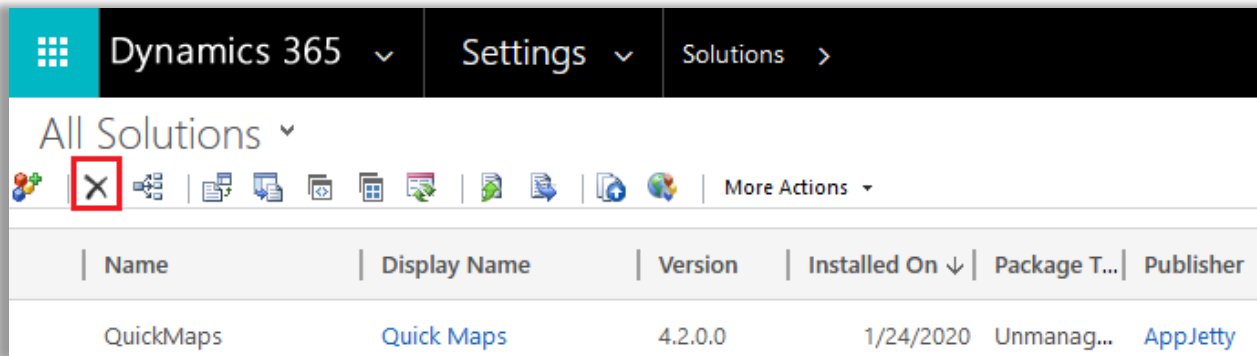 Dynamics 365 Settings Solutions
All Solutions
More Actions
Name Display Name Version Installed On Package T... Publisher
QuickMaps Quick Maps 4.2.0.0 1/24/2020 Unmanag... AppJetty